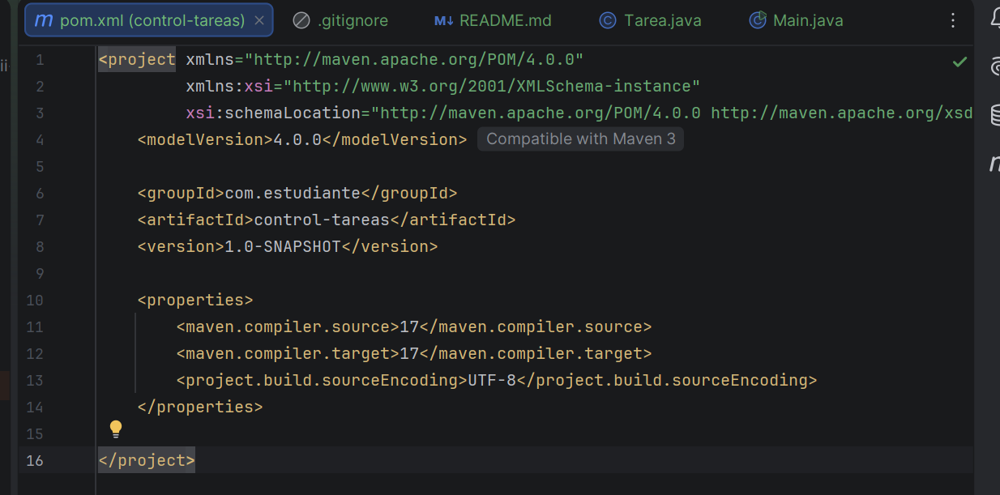 pom.xml (control-tareas) .gitignore README.md Tarea.java Main.java
1 <project xmlns="http://maven.apache.org/POM/4.0.0"
2 xmlns:xsi="http://www.w3.org/2001/XMLSchema-instance"
3 xsi:schemaLocation="http://maven.apache.org/POM/4.0.0 http://maven.apache.org/xsd
4 <modelVersion>4.0.0</modelVersion> Compatible with Maven 3
5
6 <groupId>com.estudiante</groupId>
7 <artifactId>control-tareas</artifactId>
8 <version>1.0-SNAPSHOT</version>
9
10 <properties>
11 <maven.compiler.source>17</maven.compiler.source>
12 <maven.compiler.target>17</maven.compiler.target>
13 <project.build.sourceEncoding>UTF-8</project.build.sourceEncoding>
14 </properties>
15
16 </project>